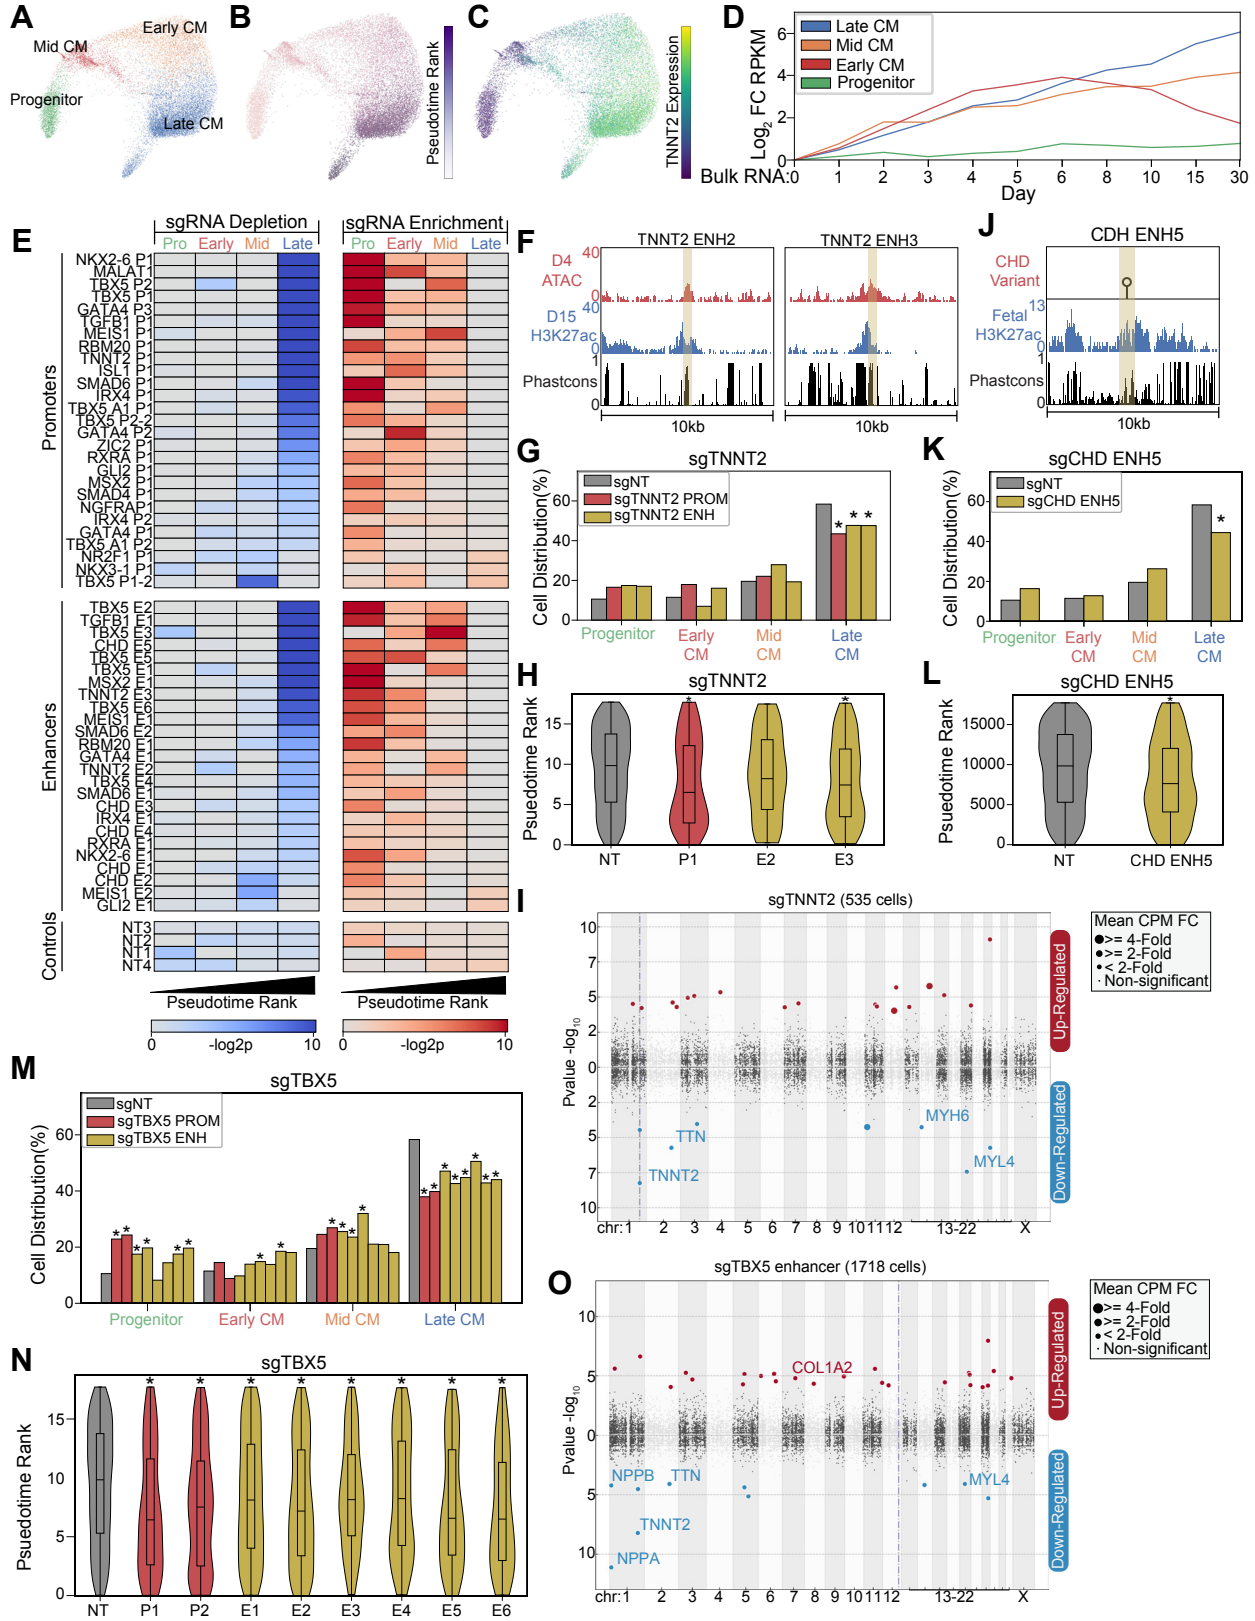 A
Early CM
Mid CM
Progenitor
Late CM
B
Pseudotime Rank
C
TNNT2 Expression
D
Log2 FC RPKM
6
4
2
0
Late CM
Mid CM
Early CM
Progenitor
Bulk RNA:
0 1 2 3 4 5 6 8 10 15 30
Day
E
sgRNA Depletion
sgRNA Enrichment
Pro Early Mid Late
Pro Early Mid Late
Promoters
NKX2-6 P1
MALAT1
TBX5 P2
TBX5 P1
GATA4 P3
TGFB1 P1
MEIS1 P1
RBM20 P1
TNNT2 P1
ISL1 P1
SMAD6 P1
IRX4 P1
TBX5 A1 P1
TBX5 P2-2
GATA4 P2
ZIC2 P1
RXRA P1
GLI2 P1
MSX2 P1
SMAD4 P1
NGFRAP1
IRX4 P2
GATA4 P1
TBX5 A1 P2
NR2F1 P1
NKX3-1 P1
TBX5 P1-2
Enhancers
TBX5 E2
TGFB1 E1
TBX5 E3
CHD E5
TBX5 E5
TBX5 E1
MSX2 E1
TNNT2 E3
TBX5 E6
MEIS1 E1
SMAD6 E2
RBM20 E1
GATA4 E1
TNNT2 E2
TBX5 E4
SMAD6 E1
CHD E3
IRX4 E1
CHD E4
RXRA E1
NKX2-6 E1
CHD E1
CHD E2
MEIS1 E2
GLI2 E1
Controls
NT3
NT2
NT1
NT4
Pseudotime Rank
Pseudotime Rank
0 -log2p 10
0 -log2p 10
F
TNNT2 ENH2
TNNT2 ENH3
D4
ATAC
40
0
D15
H3K27ac
40
0
Phastcons
1
0
10kb
10kb
J
CDH ENH5
CHD
Variant
Fetal
H3K27ac
13
0
Phastcons
1
0
10kb
G
sgTNNT2
Cell Distribution(%)
60
40
20
0
sgNT
sgTNNT2 PROM
sgTNNT2 ENH
* * *
Progenitor
Early CM
Mid CM
Late CM
K
sgCHD ENH5
Cell Distribution(%)
60
40
20
0
sgNT
sgCHD ENH5
*
Progenitor
Early CM
Mid CM
Late CM
H
sgTNNT2
Psuedotime Rank
15
10
5
0
* *
NT P1 E2 E3
L
sgCHD ENH5
Psuedotime Rank
15000
10000
5000
0
*
NT CHD ENH5
I
sgTNNT2 (535 cells)
Pvalue -log10
10
7
5
2
0
2
5
7
10
TTN
TNNT2
MYH6
MYL4
chr:1 2 3 4 5 6 7 8 9 10 11 12 13-22 X
Up-Regulated
Down-Regulated
Mean CPM FC
>= 4-Fold
>= 2-Fold
< 2-Fold
Non-significant
M
sgTBX5
Cell Distribution(%)
60
40
20
0
sgNT
sgTBX5 PROM
sgTBX5 ENH
* * * * * * * * * * * * * * * * * * * *
Progenitor Early CM Mid CM Late CM
N
sgTBX5
Psuedotime Rank
15
10
5
0
* * * * * * * *
NT P1 P2 E1 E2 E3 E4 E5 E6
O
sgTBX5 enhancer (1718 cells)
Pvalue -log10
10
5
0
5
10
COL1A2
NPPB
TTN
TNNT2
NPPA
MYL4
chr:1 2 3 4 5 6 7 8 9 10 11 12 13-22 X
Up-Regulated
Down-Regulated
Mean CPM FC
>= 4-Fold
>= 2-Fold
< 2-Fold
Non-significant